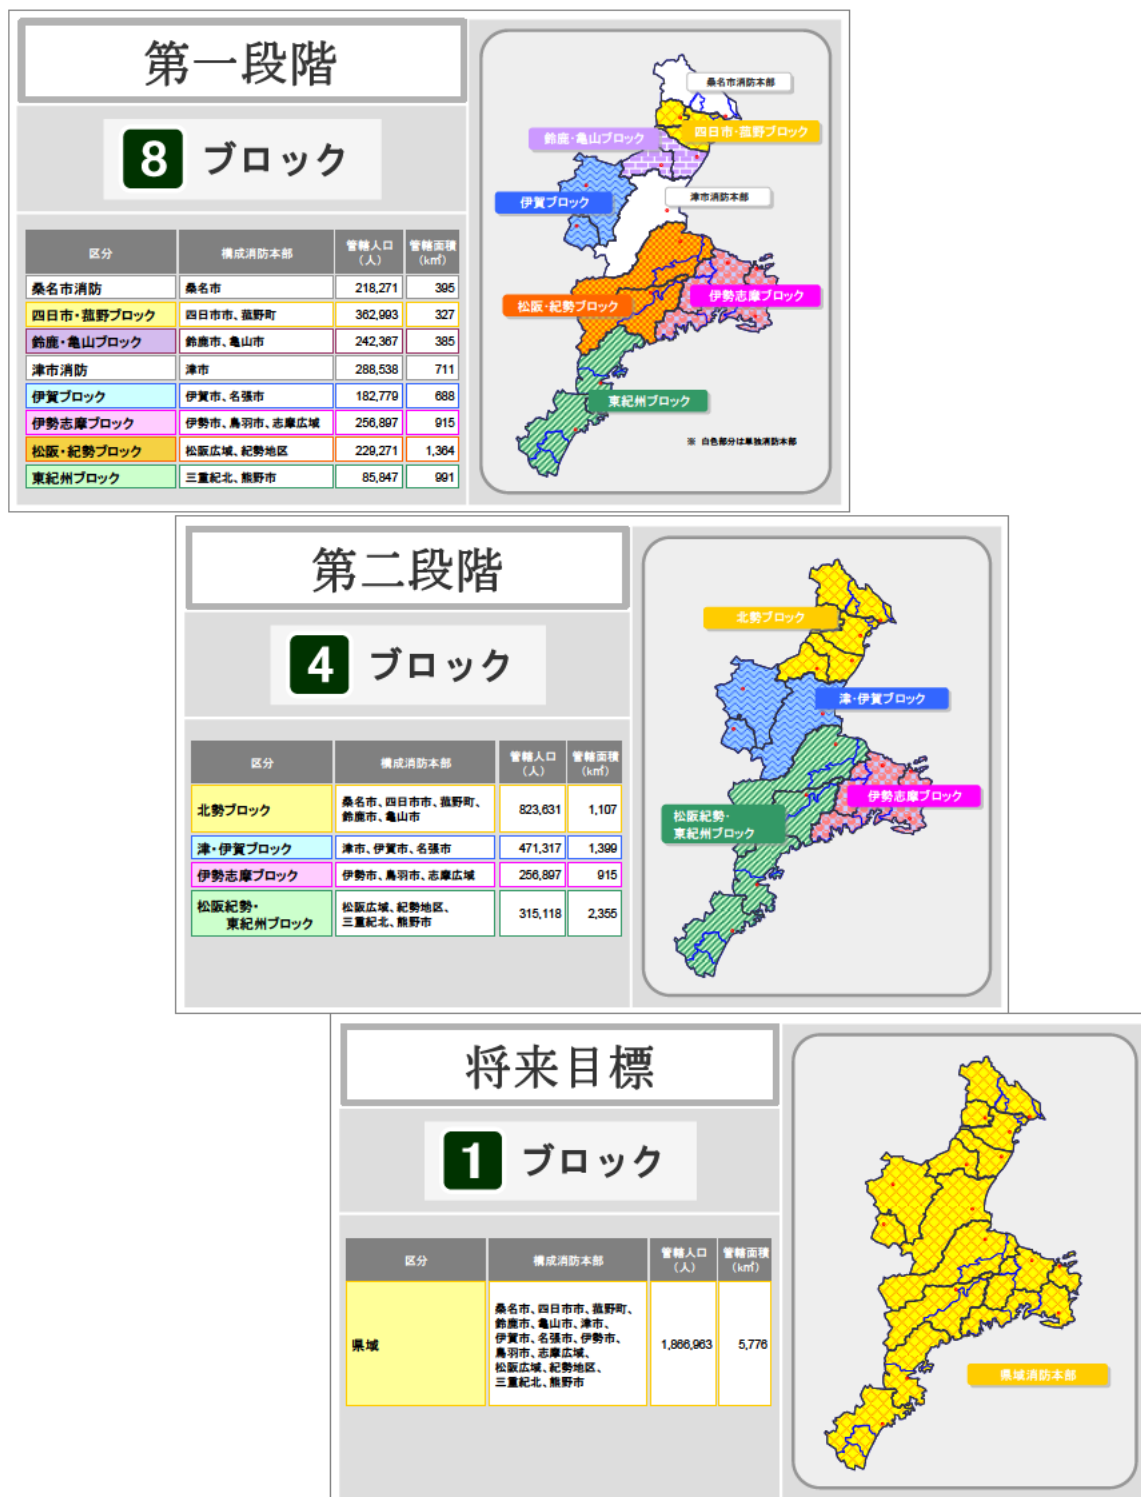 第一段階
8 ブロック
区分 構成消防本部 管轄人口(人) 管轄面積(k㎡)
桑名市消防 桑名市 218,271 395
四日市・菰野ブロック 四日市市、菰野町 362,993 327
鈴鹿・亀山ブロック 鈴鹿市、亀山市 242,367 385
津市消防 津市 288,538 711
伊賀ブロック 伊賀市、名張市 182,779 688
伊勢志摩ブロック 伊勢市、鳥羽市、志摩広域 256,897 915
松阪・紀勢ブロック 松阪広域、紀勢地区 229,271 1,364
東紀州ブロック 三重紀北、熊野市 85,847 991
桑名市消防本部
四日市・菰野ブロック
鈴鹿・亀山ブロック
伊賀ブロック
津市消防本部
伊勢志摩ブロック
松阪・紀勢ブロック
東紀州ブロック
※ 白色部分は単独消防本部
第二段階
4 ブロック
区分 構成消防本部 管轄人口(人) 管轄面積(k㎡)
北勢ブロック 桑名市、四日市市、菰野町、
鈴鹿市、亀山市 823,631 1,107
津・伊賀ブロック 津市、伊賀市、名張市 471,317 1,399
伊勢志摩ブロック 伊勢市、鳥羽市、志摩広域 256,897 915
松阪紀勢・
東紀州ブロック 松阪広域、紀勢地区、
三重紀北、熊野市 315,118 2,355
北勢ブロック
津・伊賀ブロック
伊勢志摩ブロック
松阪紀勢・
東紀州ブロック
将来目標
1 ブロック
区分 構成消防本部 管轄人口(人) 管轄面積(k㎡)
県域 桑名市、四日市市、菰野町、
鈴鹿市、亀山市、津市、
伊賀市、名張市、伊勢市、
鳥羽市、志摩広域、
松阪広域、紀勢地区、
三重紀北、熊野市 1,866,963 5,776
県域消防本部